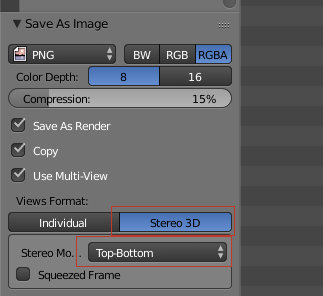 Save As Image
PNG BW RGB RGBA
Color Depth: 8 16
Compression: 15%
Save As Render
Copy
Use Multi-View
Views Format:
Individual Stereo 3D
Stereo Mo... Top-Bottom
Squeezed Frame